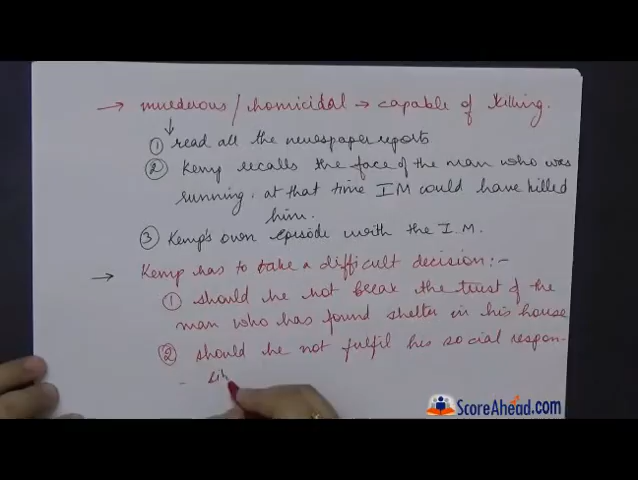 → murderous / homicidal → capable of killing.
↓
① read all the newspaper reports
② Kemp recalls the face of the man who was
running. at that time IM could have killed
him.
③ Kemp's own episode with the I.M.
→ Kemp has to take a difficult decision:-
① should he not break the trust of the
man who has found shelter in his house
② should he not fulfil his social respon-
- sib
ScoreAhead.com